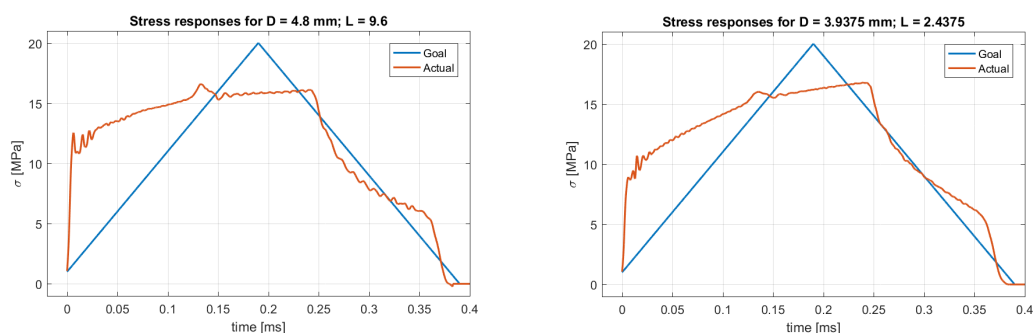 Stress responses for D = 4.8 mm; L = 9.6
20
15
10
5
0
σ [MPa]
0
0.05
0.1
0.15
0.2
0.25
0.3
0.35
0.4
time [ms]
Goal
Actual
Stress responses for D = 3.9375 mm; L = 2.4375
20
15
10
5
0
σ [MPa]
0
0.05
0.1
0.15
0.2
0.25
0.3
0.35
0.4
time [ms]
Goal
Actual